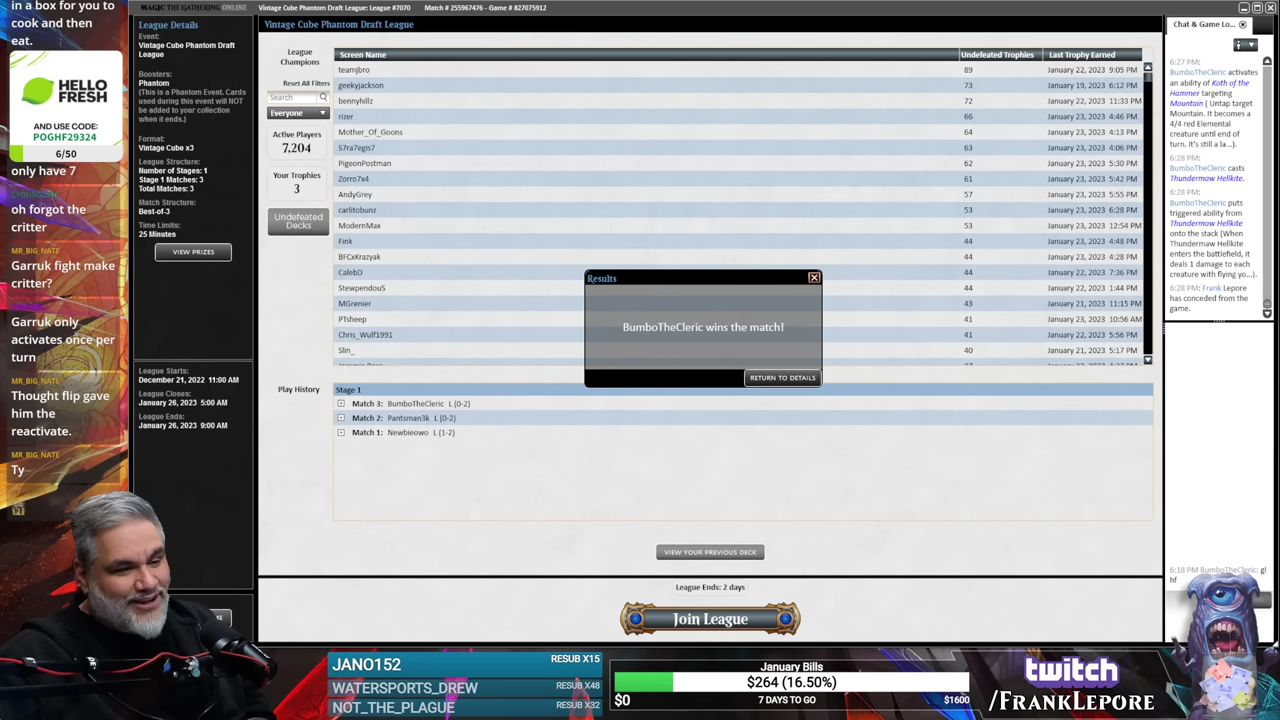 in a box for you to
cook and then
eat.
HELLO
FRESH
AND USE CODE:
POGHF29324
6/50
only have 7
oh forgot the
critter
MR_BIG_NATE
Garruk fight make
critter?
Garruk only
activates once per
turn
MR_BIG_NATE
Thought flip gave
him the
reactivate.
MR_BIG_NATE
Ty
MAGIC THE GATHERING ONLINE
Vintage Cube Phantom Draft League: League #7070
Match # 255967476 - Game # 827075912
League Details
Event:
Vintage Cube Phantom Draft
League
Boosters:
Phantom
(This is a Phantom Event. Cards
used during this event will NOT
be added to your collection
when it ends.)
Format:
Vintage Cube x3
League Structure:
Number of Stages: 1
Stage 1 Matches: 3
Total Matches: 3
Match Structure:
Best-of-3
Time Limits:
25 Minutes
VIEW PRIZES
League Starts:
December 21, 2022 11:00 AM
League Closes:
January 26, 2023 5:00 AM
League Ends:
January 26, 2023 9:00 AM
Vintage Cube Phantom Draft League
League
Champions
Reset All Filters
Search
Everyone
Active Players
7,204
Your Trophies
3
Undefeated
Decks
Screen Name Undefeated Trophies Last Trophy Earned
teamjbro 89 January 22, 2023 9:05 PM
geekyjackson 73 January 19, 2023 6:12 PM
bennyhillz 72 January 22, 2023 11:33 PM
rizer 66 January 23, 2023 4:46 PM
Mother_Of_Goons 64 January 23, 2023 4:13 PM
S7ra7egis7 63 January 23, 2023 4:06 PM
PigeonPostman 62 January 23, 2023 5:30 PM
Zorro7x4 61 January 23, 2023 5:42 PM
AndyGrey 57 January 23, 2023 5:55 PM
carlitobunz 53 January 23, 2023 6:28 PM
ModernMax 53 January 23, 2023 12:54 PM
Fink 44 January 23, 2023 4:48 PM
BFCxKrazyak 44 January 23, 2023 4:28 PM
CalebD 44 January 22, 2023 7:36 PM
StewpendouS 44 January 22, 2023 1:44 PM
MGrenier 43 January 21, 2023 11:15 PM
PTsheep 41 January 23, 2023 10:56 AM
Chris_Wulf1991 41 January 22, 2023 5:56 PM
Slin_ 40 January 21, 2023 5:17 PM
Results
BumboTheCleric wins the match!
RETURN TO DETAILS
Play History
Stage 1
Match 3: BumboTheCleric L (0-2)
Match 2: Pantsman3k L (0-2)
Match 1: Newbieowo L (1-2)
VIEW YOUR PREVIOUS DECK
League Ends: 2 days
Join League
Chat & Game Lo...
6:27 PM:
BumboTheCleric activates
an ability of Koth of the
Hammer targeting
Mountain ( Untap target
Mountain. It becomes a
4/4 red Elemental
creature until end of
turn. It's still a la...).
6:28 PM:
BumboTheCleric casts
Thundermaw Hellkite.
6:28 PM:
BumboTheCleric puts
triggered ability from
Thundermaw Hellkite
onto the stack (When
Thundermaw Hellkite
enters the battlefield, it
deals 1 damage to each
creature with flying yo...).
6:28 PM: Frank Lepore
has conceded from the
game.
6:18 PM BumboTheCleric: gl
hf
JANO152 RESUB X15
WATERSPORTS_DREW RESUB X48
NOT_THE_PLAGUE RESUB X32
January Bills
$264 (16.50%)
$0 7 DAYS TO GO $1600
twitch
/FRANKLEPORE